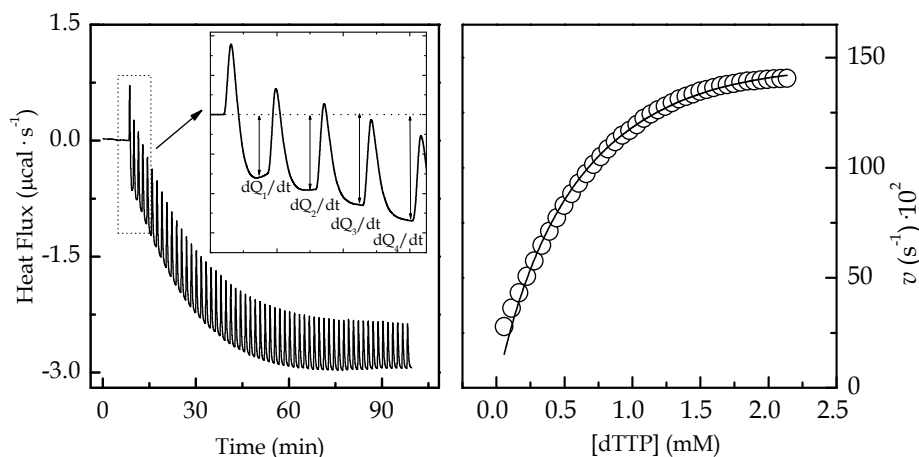 1.5
0.0
-1.5
-3.0
Heat Flux (μcal · s⁻¹)
dQ₁/dt
dQ₂/dt
dQ₃/dt
dQ₄/dt
0 30 60 90
Time (min)
150
100
50
0
v (s⁻¹) ·10²
0.0 0.5 1.0 1.5 2.0 2.5
[dTTP] (mM)